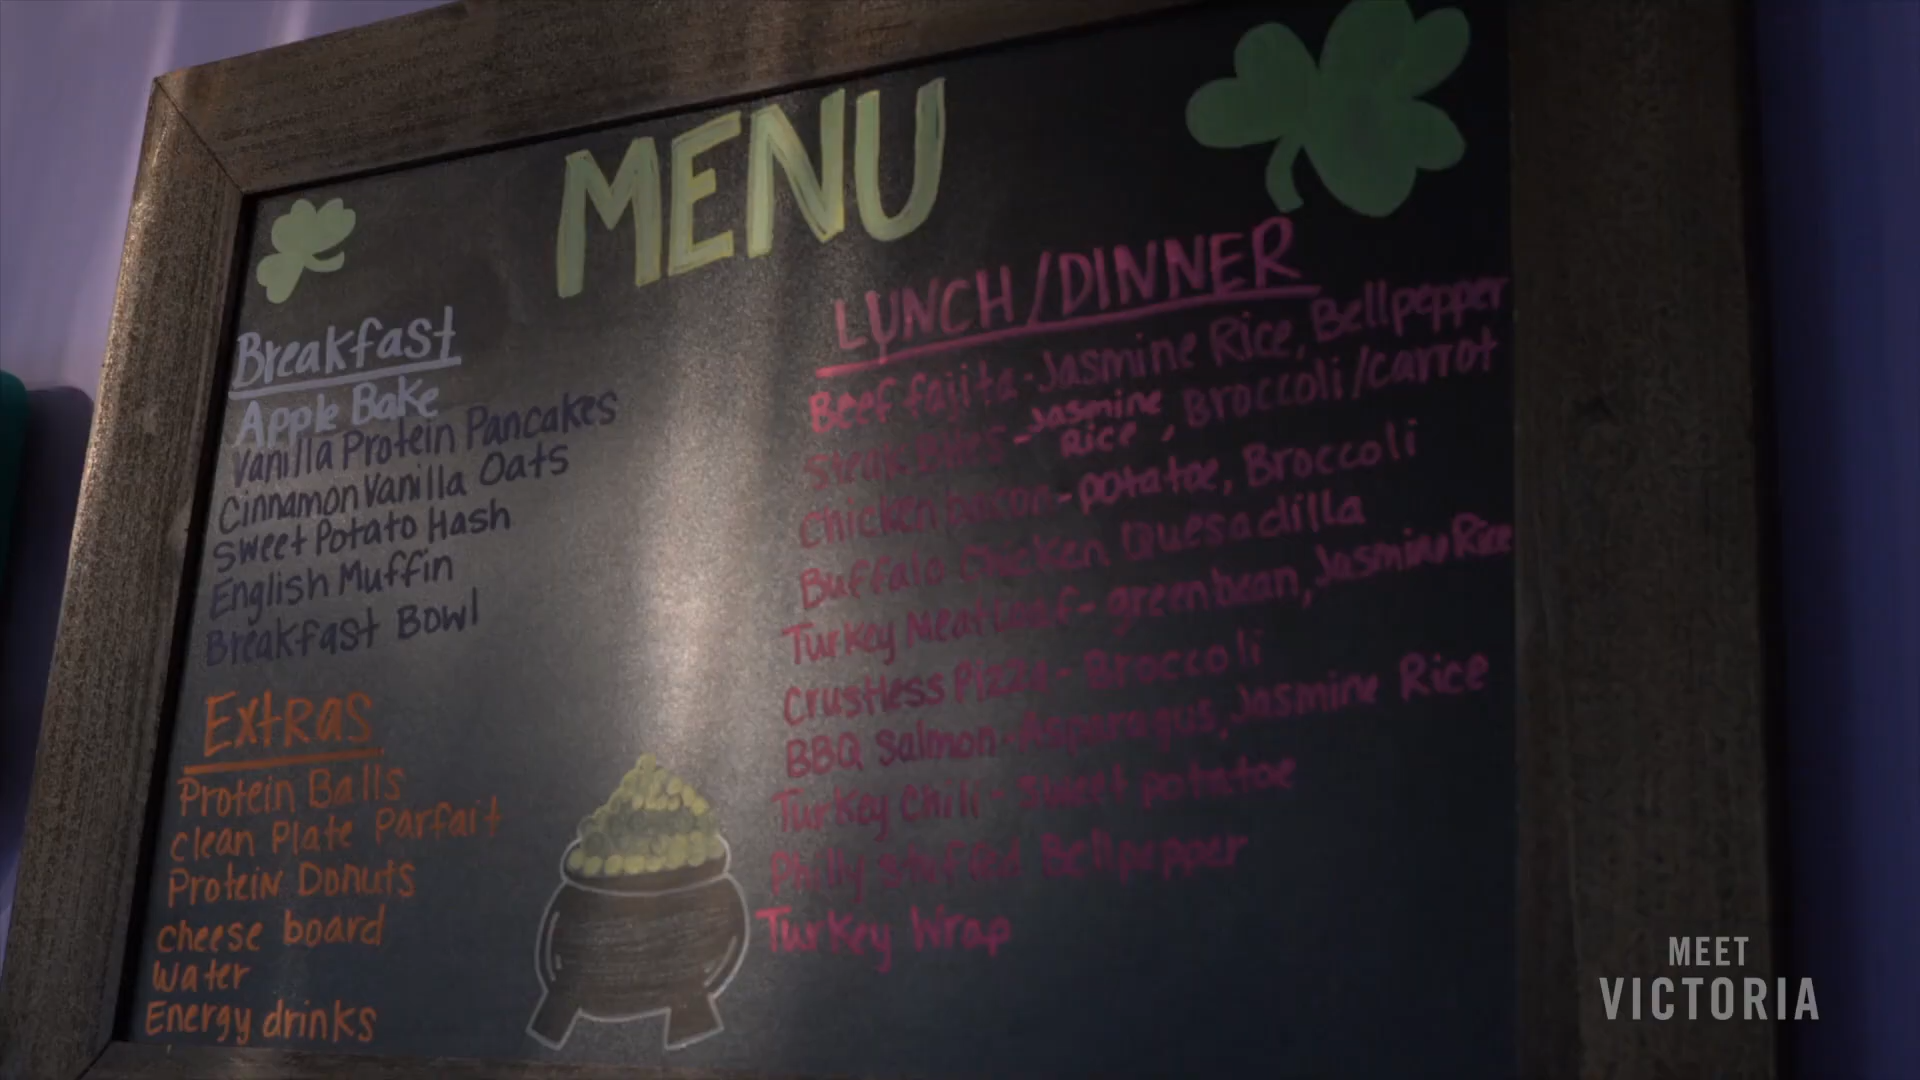 MENU
Breakfast
Apple Bake
Vanilla Protein Pancakes
Cinnamon Vanilla Oats
Sweet Potato Hash
English Muffin
Breakfast Bowl
Extras
Protein Balls
Clean Plate Parfait
Protein Donuts
cheese board
Water
Energy drinks
LUNCH/DINNER
Beef fajita - Jasmine Rice, Bellpepper
Steak Bites - Jasmine Rice, Broccoli/carrot
Chicken bacon - potatoe, Broccoli
Buffalo Chicken Quesadilla
Turkey Meatloaf - greenbean, Jasmine Rice
Crustless Pizza - Broccoli
BBQ Salmon - Asparagus, Jasmine Rice
Turkey Chili - Sweet potatoe
Philly stuffed Bellpepper
Turkey Wrap
MEET
VICTORIA